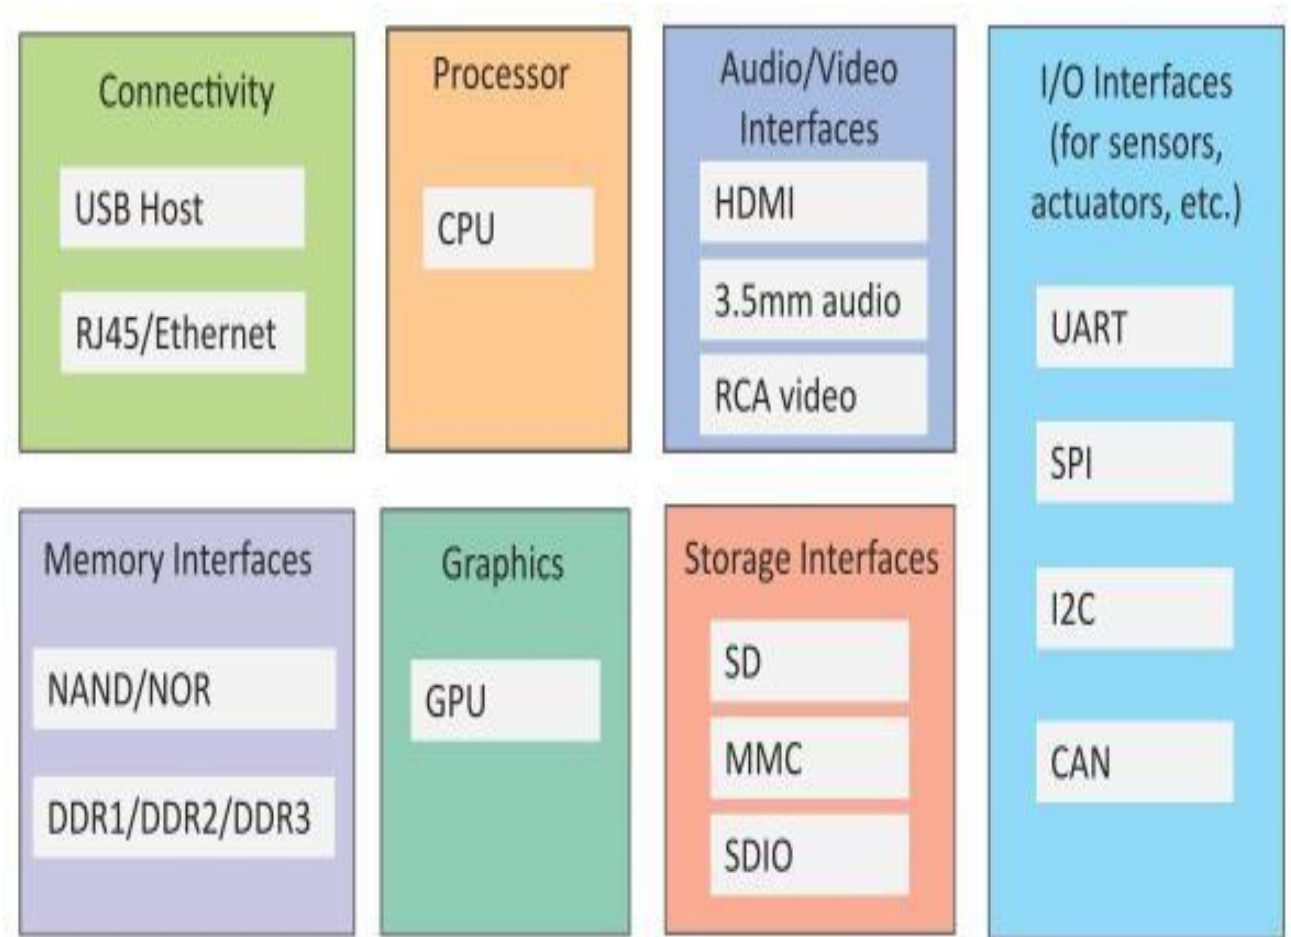 Connectivity
USB Host
RJ45/Ethernet
Processor
CPU
Audio/Video
Interfaces
HDMI
3.5mm audio
RCA video
I/O Interfaces
(for sensors,
actuators, etc.)
UART
SPI
I2C
CAN
Memory Interfaces
NAND/NOR
DDR1/DDR2/DDR3
Graphics
GPU
Storage Interfaces
SD
MMC
SDIO